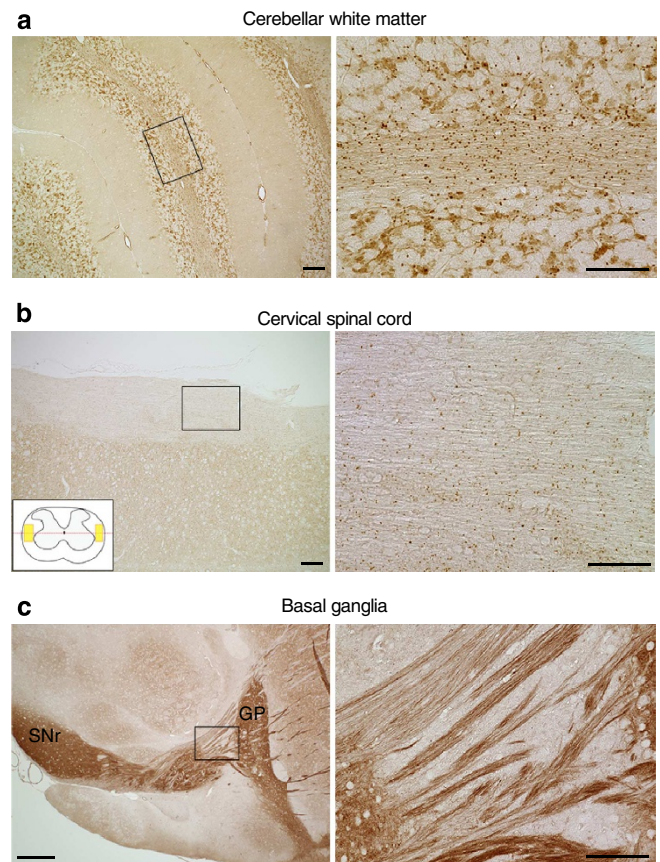 a
Cerebellar white matter
b
Cervical spinal cord
c
Basal ganglia
SNr
GP